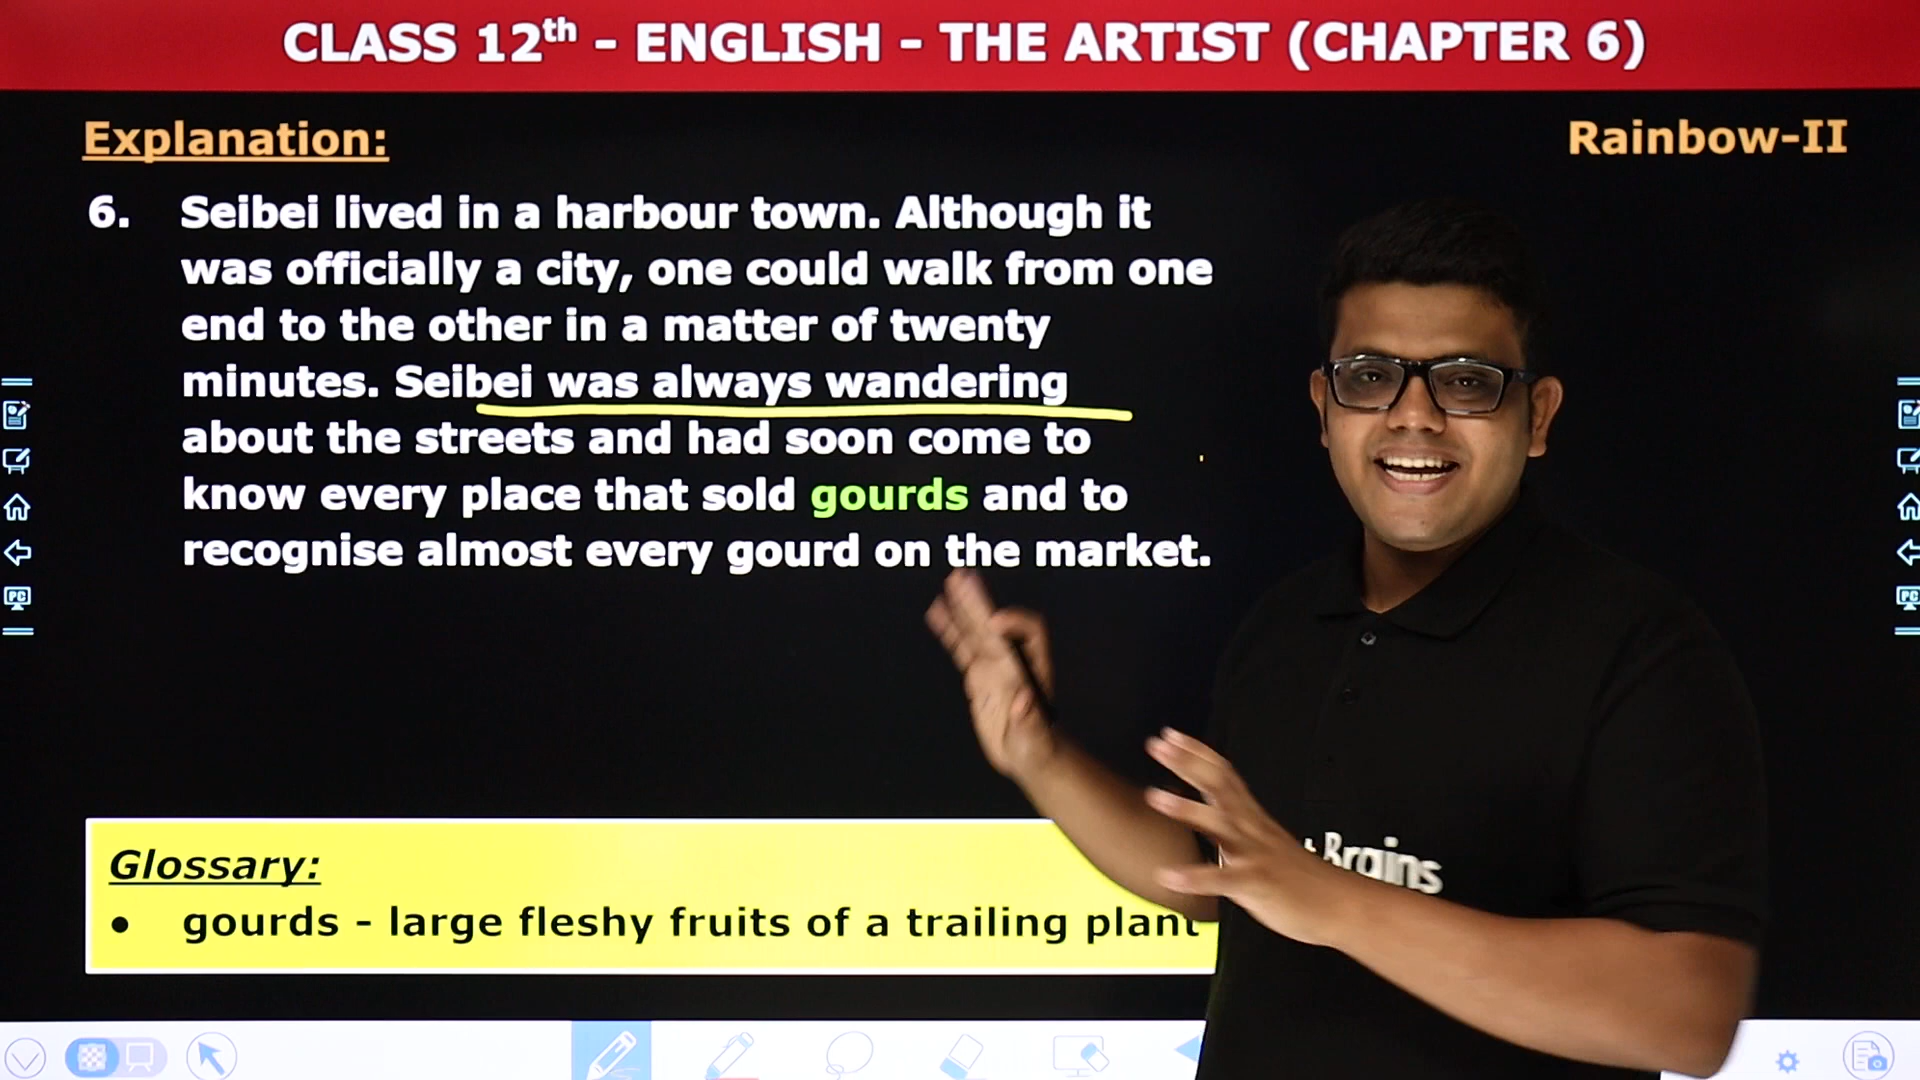 CLASS 12th - ENGLISH - THE ARTIST (CHAPTER 6)
Explanation:
Rainbow-II
6. Seibei lived in a harbour town. Although it
was officially a city, one could walk from one
end to the other in a matter of twenty
minutes. Seibei was always wandering
about the streets and had soon come to
know every place that sold gourds and to
recognise almost every gourd on the market.
Glossary:
• gourds - large fleshy fruits of a trailing plant
Brains
PC
PC